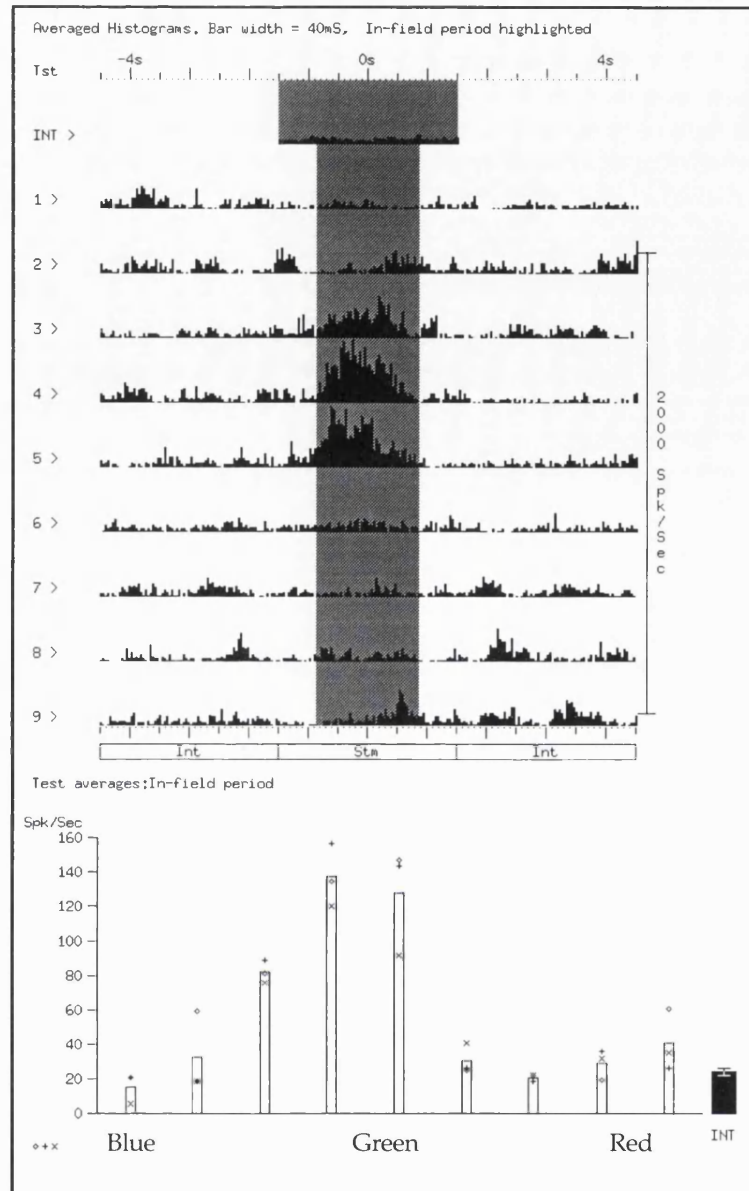 Averaged Histograms. Bar width = 40mS, In-field period highlighted
Tst
-4s 0s 4s
INT >
1 >
2 >
3 >
4 >
5 >
6 >
7 >
8 >
9 >
2000 Spk/Sec
Int Stm Int
Test averages:In-field period
Spk/Sec
160
140
120
100
80
60
40
20
0
◇+× Blue Green Red INT